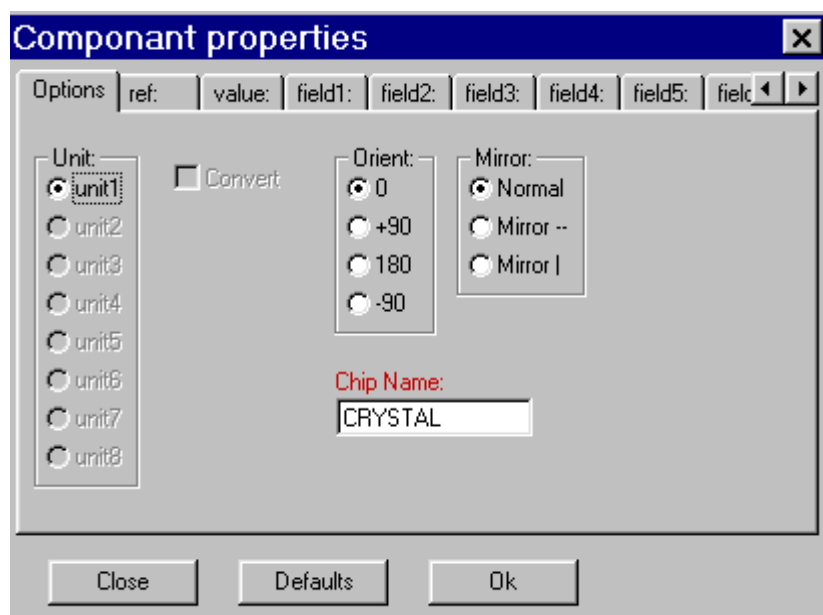 Componant properties
Options ref: value: field1: field2: field3: field4: field5: field
Unit:
unit1
unit2
unit3
unit4
unit5
unit6
unit7
unit8
Convert
Orient:
0
+90
180
-90
Mirror:
Normal
Mirror --
Mirror |
Chip Name:
CRYSTAL
Close Defaults Ok